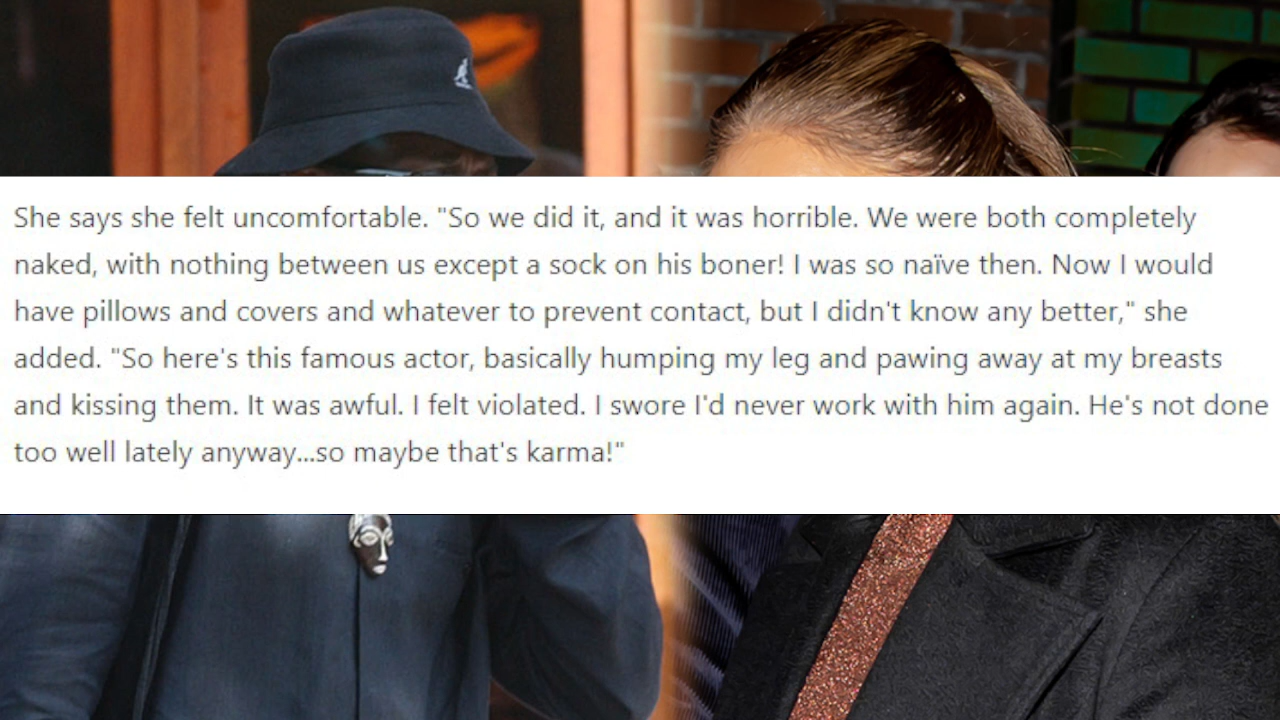 She says she felt uncomfortable. "So we did it, and it was horrible. We were both completely
naked, with nothing between us except a sock on his boner! I was so naïve then. Now I would
have pillows and covers and whatever to prevent contact, but I didn't know any better," she
added. "So here's this famous actor, basically humping my leg and pawing away at my breasts
and kissing them. It was awful. I felt violated. I swore I'd never work with him again. He's not done
too well lately anyway...so maybe that's karma!"